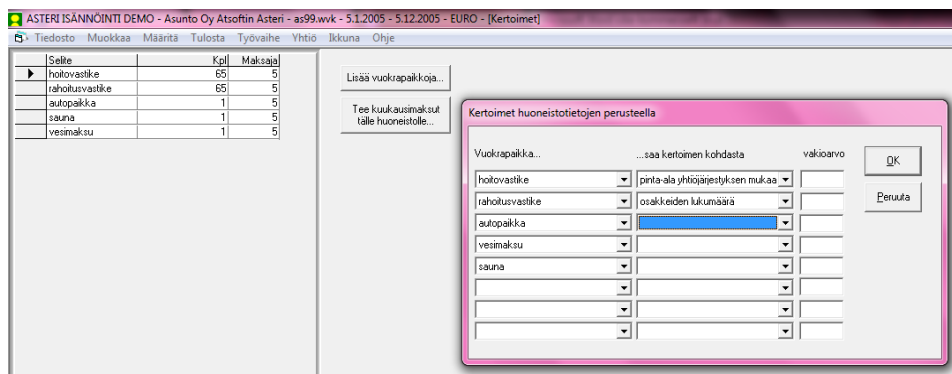 ASTERI ISÄNNÖINTI DEMO - Asunto Oy Atsoftin Asteri - as99.wvk - 5.1.2005 - 5.12.2005 - EURO - [Kertoimet]
Tiedosto Muokkaa Määritä Tulosta Työvaihe Yhtiö Ikkuna Ohje
Selite Kpl Maksaja
hoitovastike 65 5
rahoitusvastike 65 5
autopaikka 1 5
sauna 1 5
vesimaksu 1 5
Lisää vuokrapaikkoja...
Tee kuukausimaksut
tälle huoneistolle...
Kertoimet huoneistotietojen perusteella
Vuokrapaikka... ...saa kertoimen kohdasta vakioarvo
hoitovastike pinta-ala yhtiöjärjestyksen mukaa
rahoitusvastike osakkeiden lukumäärä
autopaikka
vesimaksu
sauna
OK
Peruuta